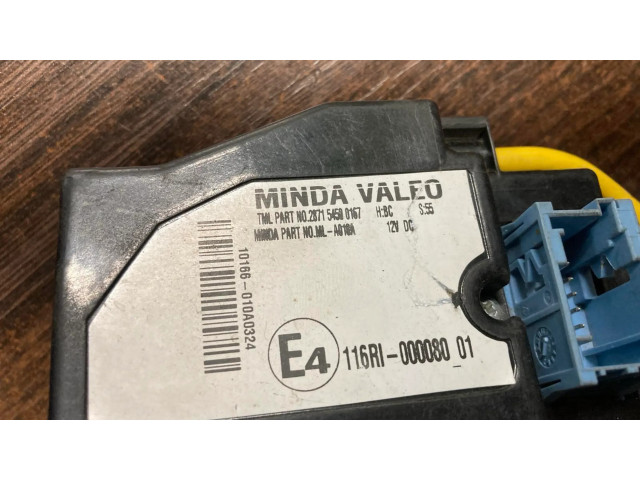 MINDA VALEO
TML PART NO.2871 5450 0167 H:BC S:55
MINDA PART NO.ML-A010A 12V DC
10166-010A0324
E4 116RI-000080 01